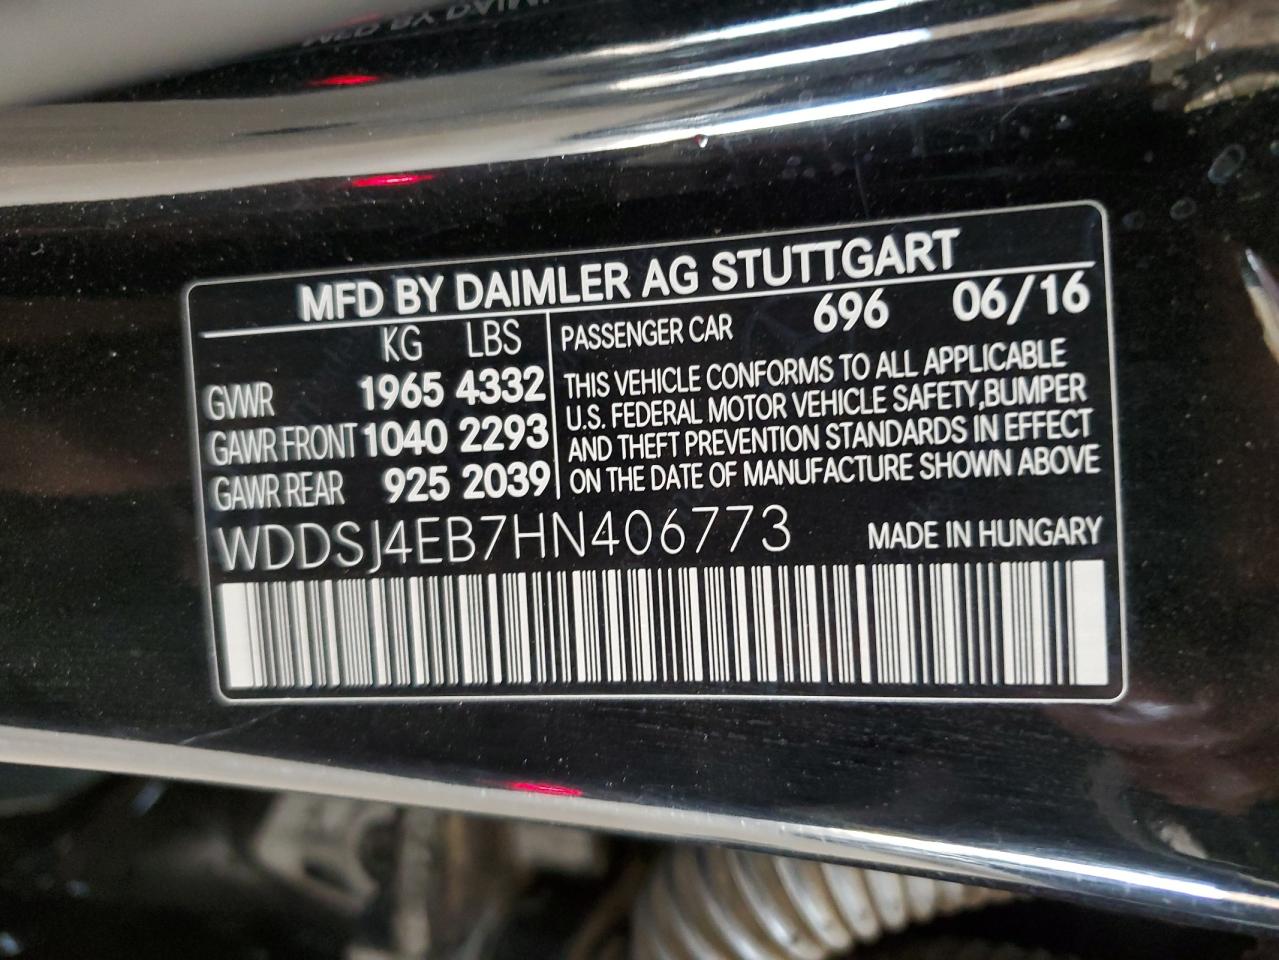 MFD BY DAIMLER AG STUTTGART
KG LBS
GVWR 1965 4332
GAWR FRONT 1040 2293
GAWR REAR 925 2039
PASSENGER CAR 696 06/16
THIS VEHICLE CONFORMS TO ALL APPLICABLE
U.S. FEDERAL MOTOR VEHICLE SAFETY,BUMPER
AND THEFT PREVENTION STANDARDS IN EFFECT
ON THE DATE OF MANUFACTURE SHOWN ABOVE
WDDSJ4EB7HN406773 MADE IN HUNGARY